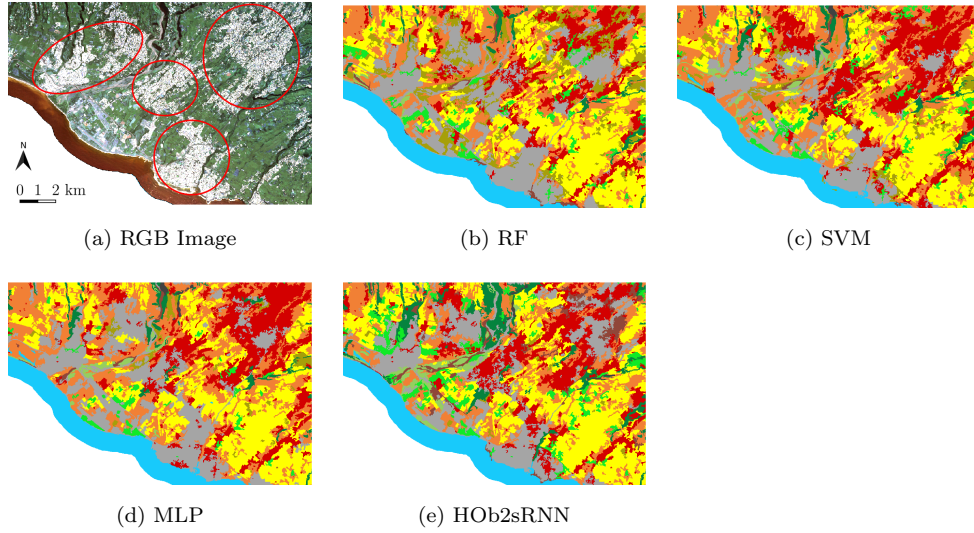 N
0 1 2 km
(a) RGB Image
(b) RF
(c) SVM
(d) MLP
(e) HOb2sRNN